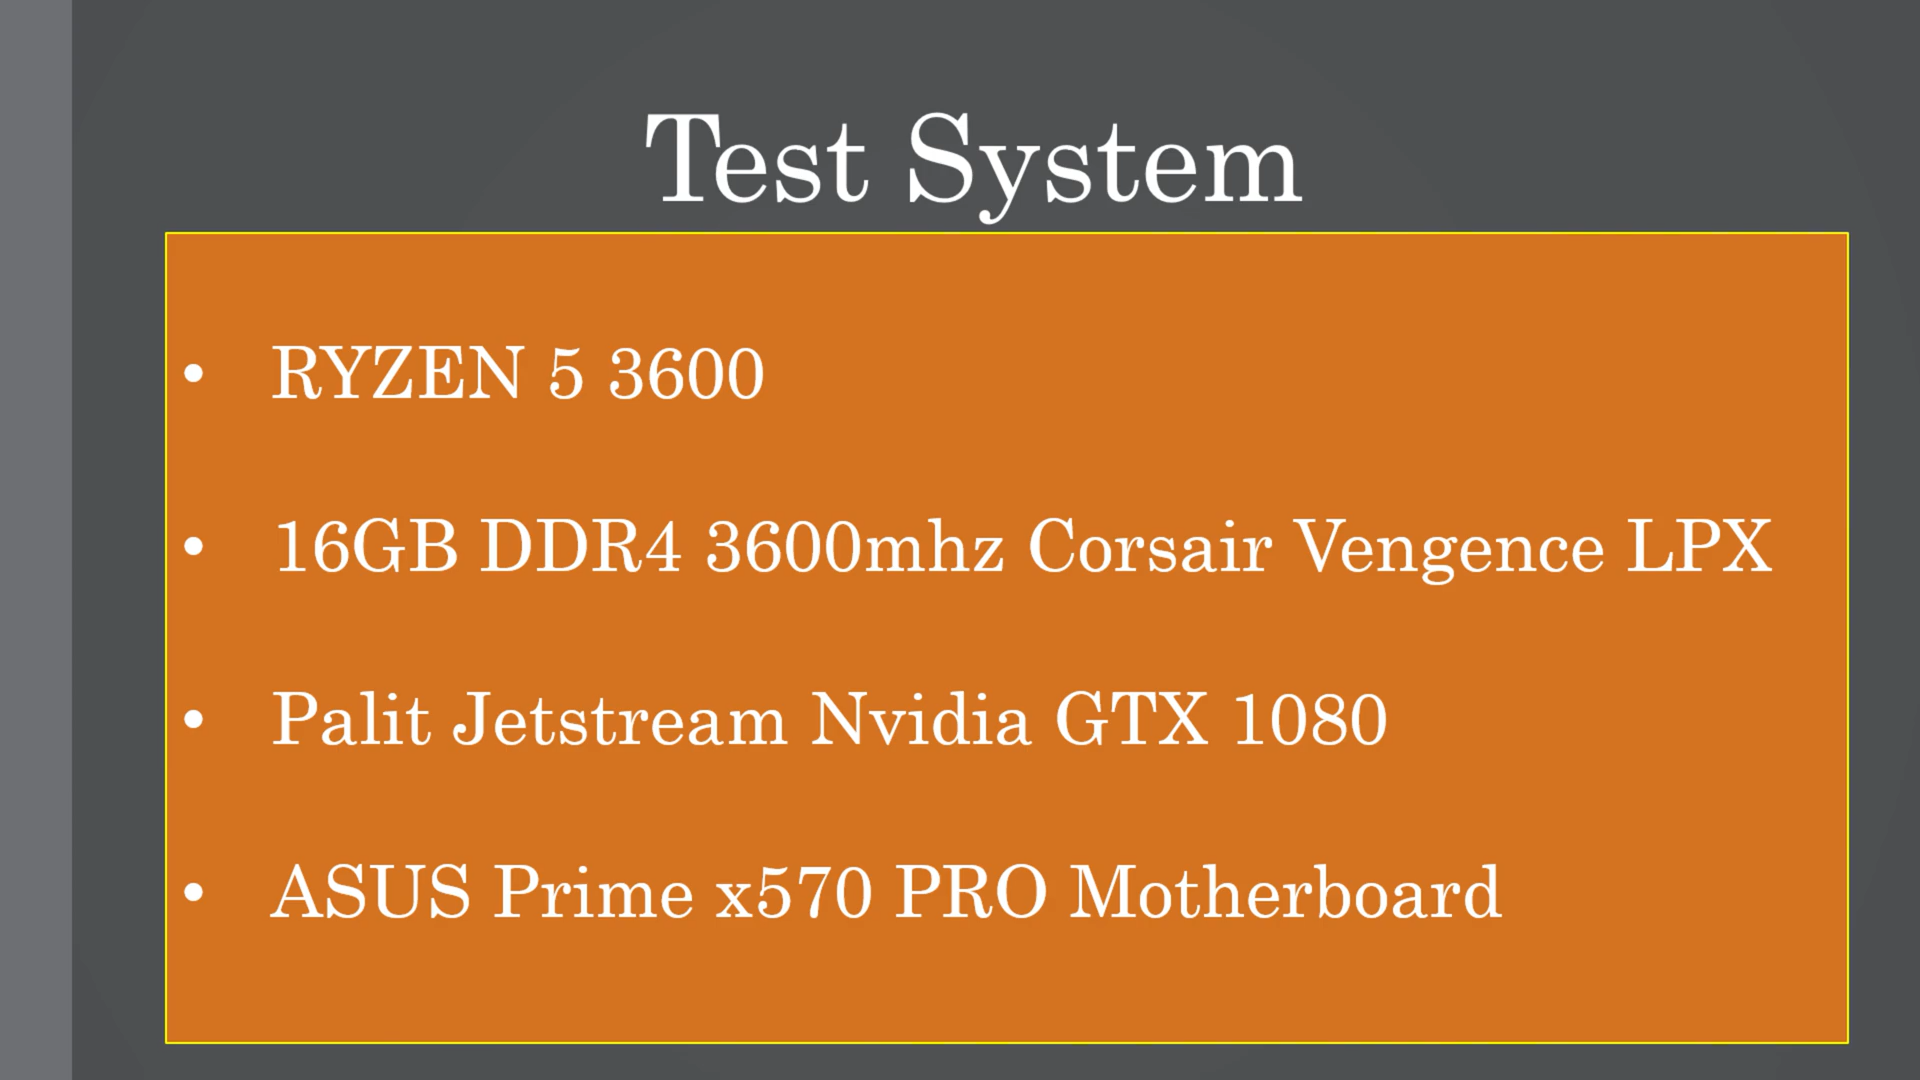 Test System
• RYZEN 5 3600
• 16GB DDR4 3600mhz Corsair Vengence LPX
• Palit Jetstream Nvidia GTX 1080
• ASUS Prime x570 PRO Motherboard